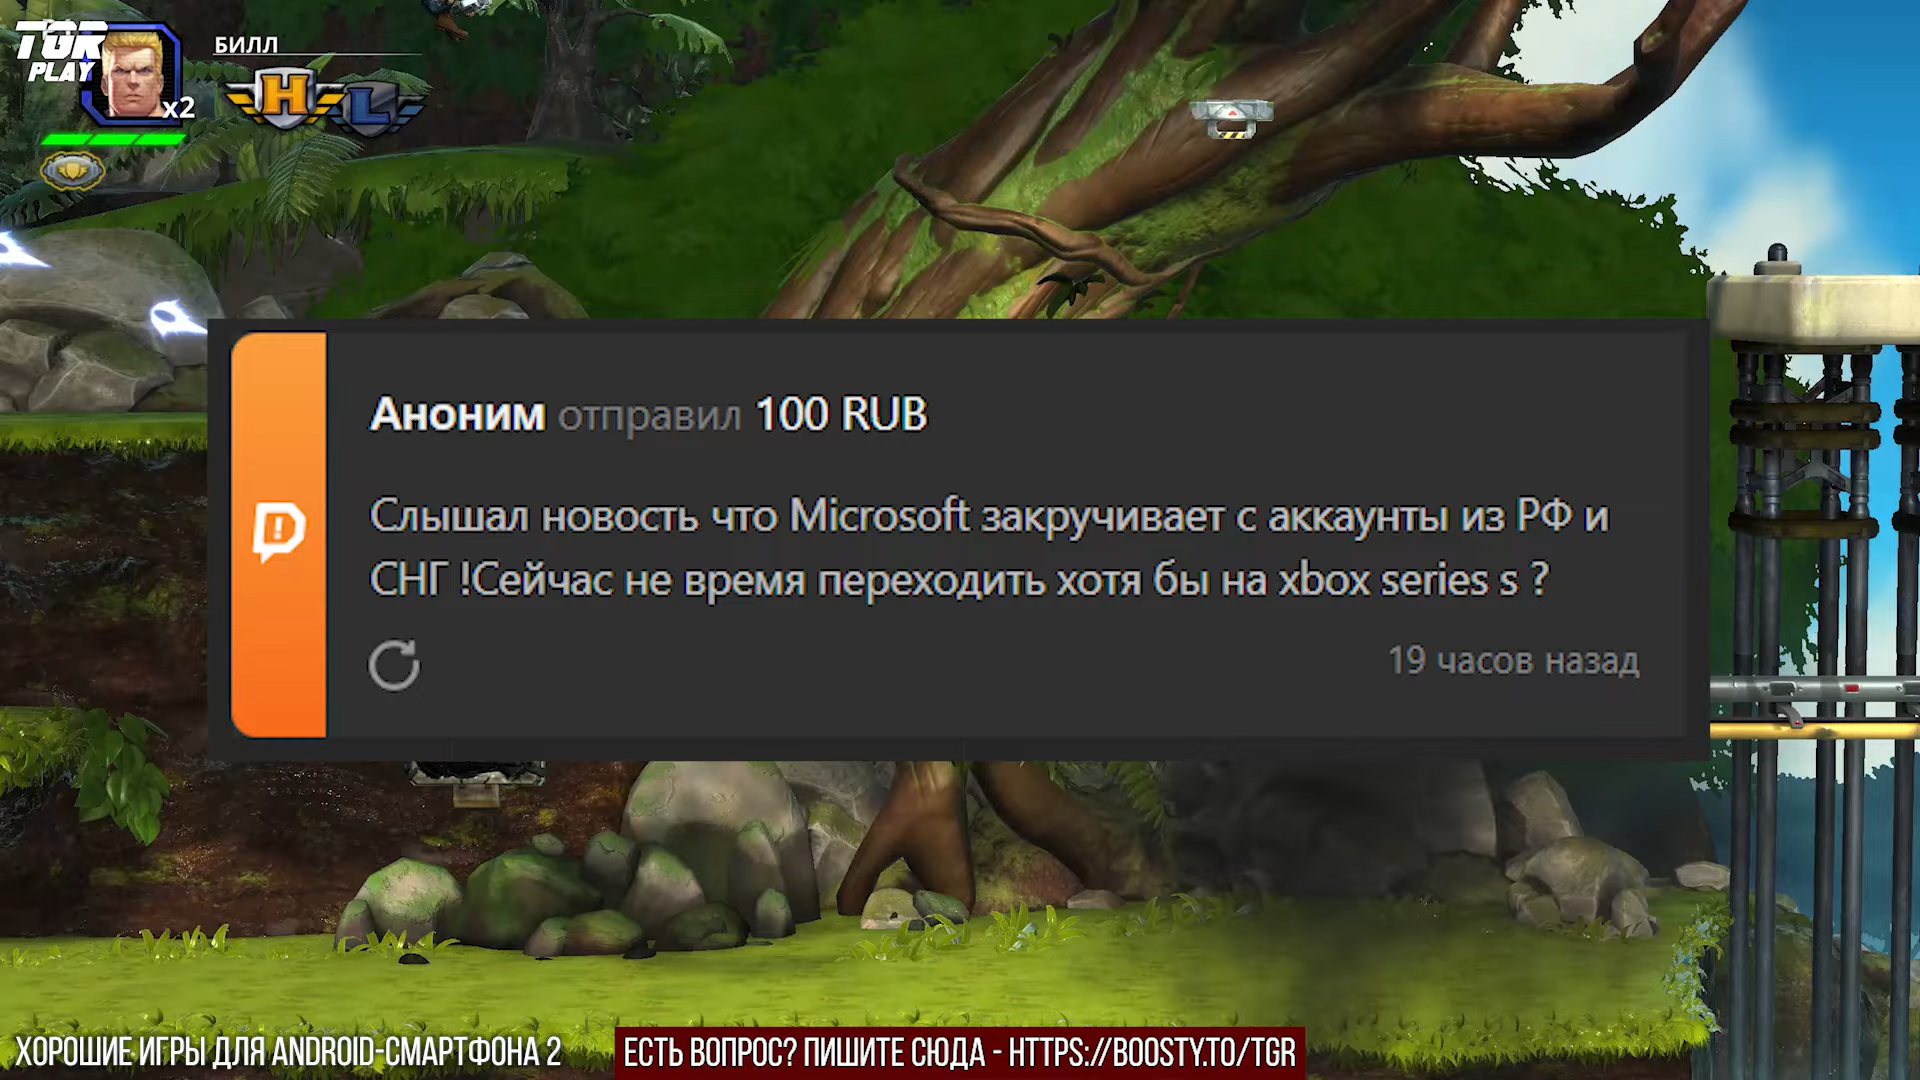 TGR
PLAY
БИЛЛ
x2
H L
Аноним отправил 100 RUB
Слышал новость что Microsoft закручивает с аккаунты из РФ и
СНГ !Сейчас не время переходить хотя бы на xbox series s ?
19 часов назад
ХОРОШИЕ ИГРЫ ДЛЯ ANDROID-СМАРТФОНА 2
ЕСТЬ ВОПРОС? ПИШИТЕ СЮДА - HTTPS://BOOSTY.TO/TGR